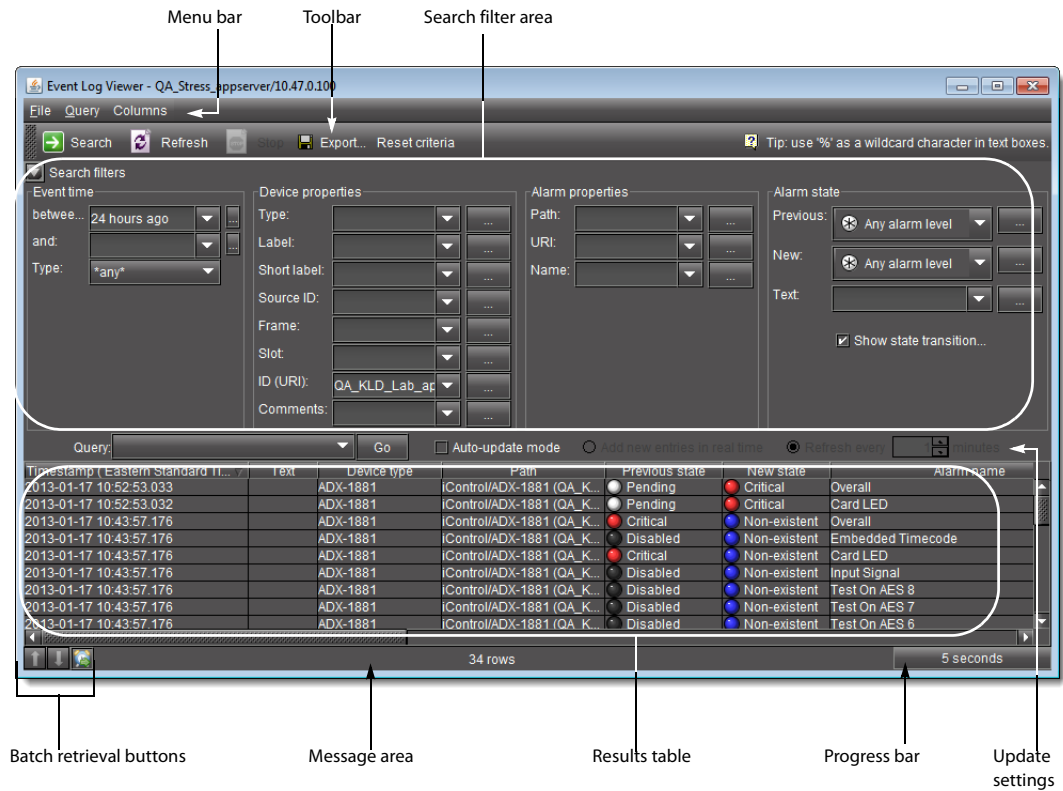 Menu bar Toolbar Search filter area
Event Log Viewer - QA_Stress_appserver/10.47.0.100
File Query Columns
Search Refresh Stop Export... Reset criteria Tip: use '%' as a wildcard character in text boxes.
Search filters
Event time Device properties Alarm properties Alarm state
betwee... 24 hours ago ... Type: ... Path: ... Previous: Any alarm level ...
and: ... Label: ... URI: ... New: Any alarm level ...
Type: *any* Short label: ... Name: ... Text: ...
Source ID: ...
Frame: ... Show state transition...
Slot: ...
ID (URI): QA_KLD_Lab_ap ...
Comments: ...
Query: Go Auto-update mode Add new entries in real time Refresh every minutes
Timestamp ( Eastern Standard Ti... Text Device type Path Previous state New state Alarm name
2013-01-17 10:52:53.033 ADX-1881 iControl/ADX-1881 (QA_K... Pending Critical Overall
2013-01-17 10:52:53.032 ADX-1881 iControl/ADX-1881 (QA_K... Pending Critical Card LED
2013-01-17 10:43:57.176 ADX-1881 iControl/ADX-1881 (QA_K... Critical Non-existent Overall
2013-01-17 10:43:57.176 ADX-1881 iControl/ADX-1881 (QA_K... Disabled Non-existent Embedded Timecode
2013-01-17 10:43:57.176 ADX-1881 iControl/ADX-1881 (QA_K... Critical Non-existent Card LED
2013-01-17 10:43:57.176 ADX-1881 iControl/ADX-1881 (QA_K... Disabled Non-existent Input Signal
2013-01-17 10:43:57.176 ADX-1881 iControl/ADX-1881 (QA_K... Disabled Non-existent Test On AES 8
2013-01-17 10:43:57.176 ADX-1881 iControl/ADX-1881 (QA_K... Disabled Non-existent Test On AES 7
2013-01-17 10:43:57.176 ADX-1881 iControl/ADX-1881 (QA_K... Disabled Non-existent Test On AES 6
34 rows 5 seconds
Batch retrieval buttons Message area Results table Progress bar Update
settings